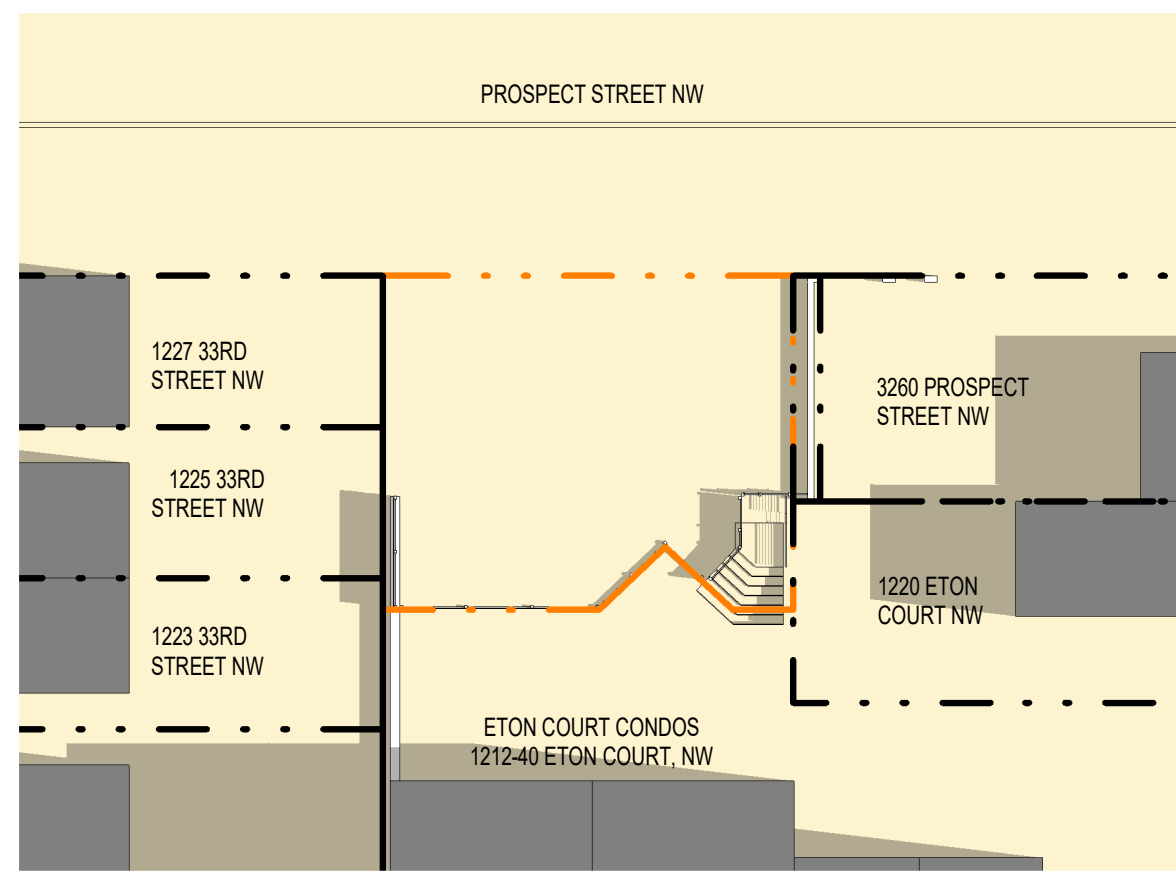 PROSPECT STREET NW
1227 33RD
STREET NW
3260 PROSPECT
STREET NW
1225 33RD
STREET NW
1220 ETON
COURT NW
1223 33RD
STREET NW
ETON COURT CONDOS
1212-40 ETON COURT, NW